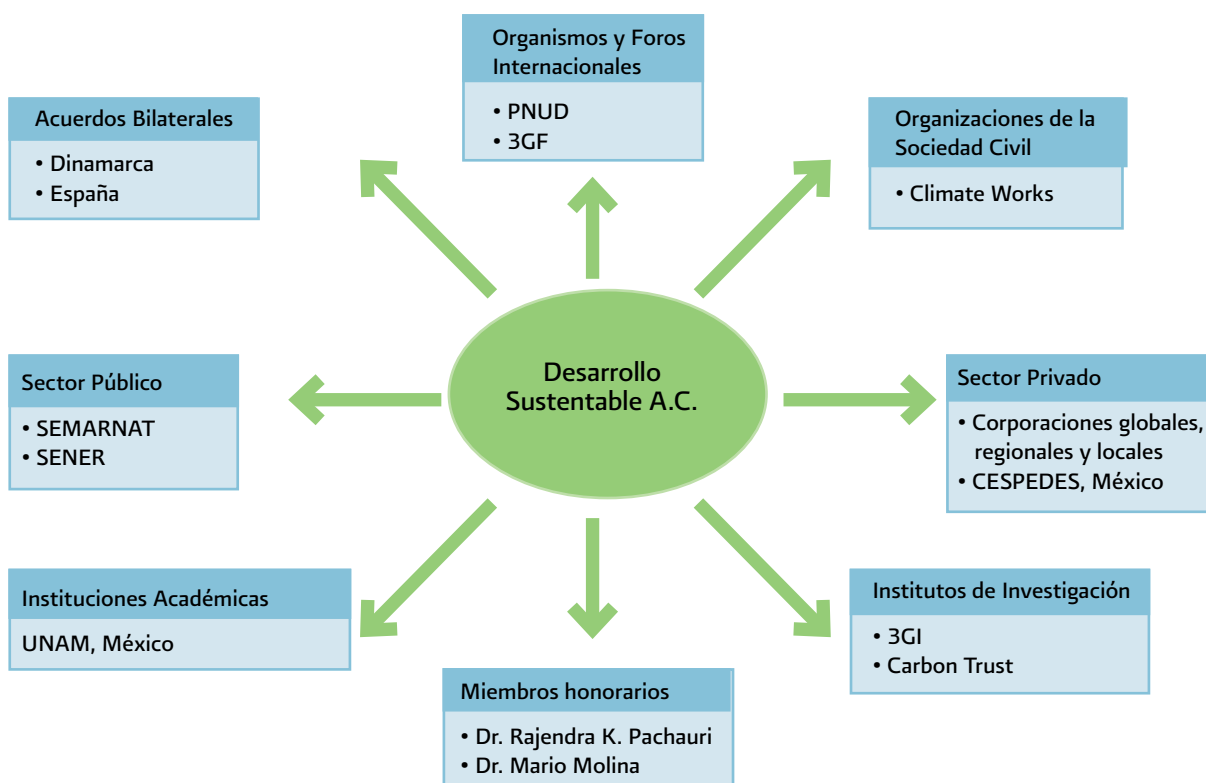 Organismos y Foros
Internacionales
• PNUD
• 3GF
Acuerdos Bilaterales
• Dinamarca
• España
Organizaciones de la
Sociedad Civil
• Climate Works
Desarrollo
Sustentable A.C.
Sector Público
• SEMARNAT
• SENER
Sector Privado
• Corporaciones globales,
regionales y locales
• CESPEDES, México
Instituciones Académicas
UNAM, México
Institutos de Investigación
• 3GI
• Carbon Trust
Miembros honorarios
• Dr. Rajendra K. Pachauri
• Dr. Mario Molina